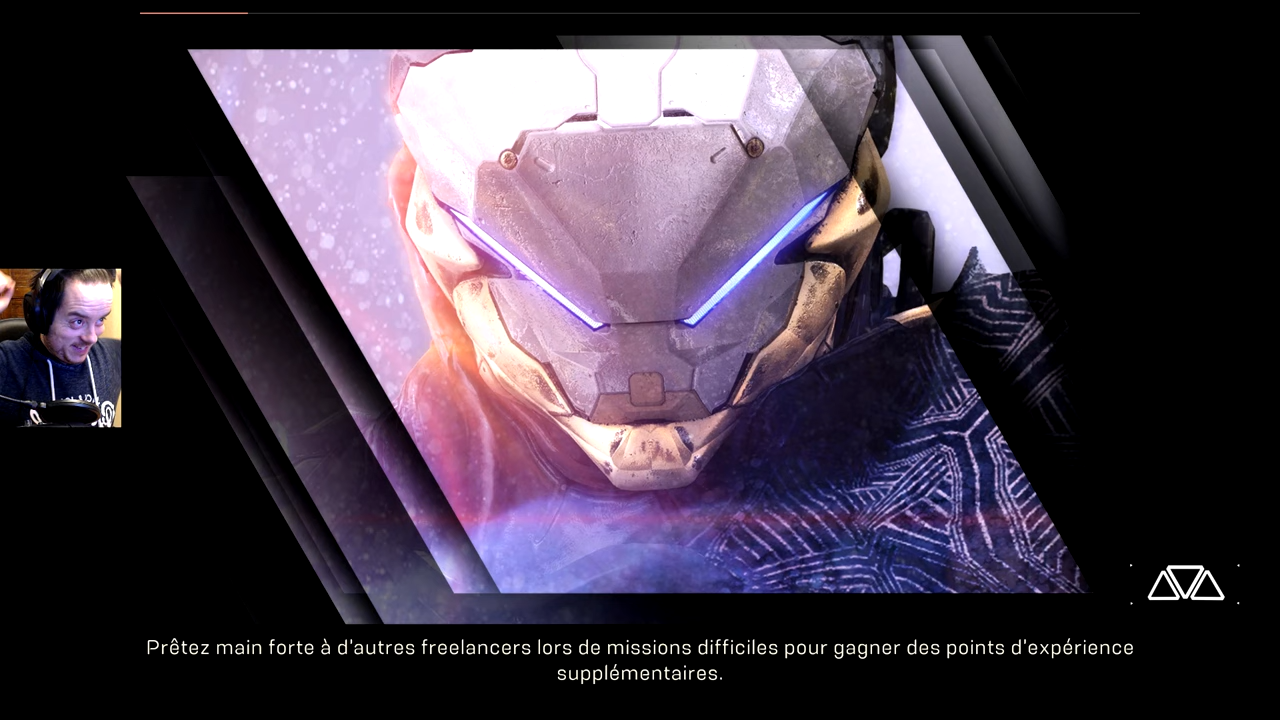 Prêtez main forte à d'autres freelancers lors de missions difficiles pour gagner des points d'expérience
supplémentaires.